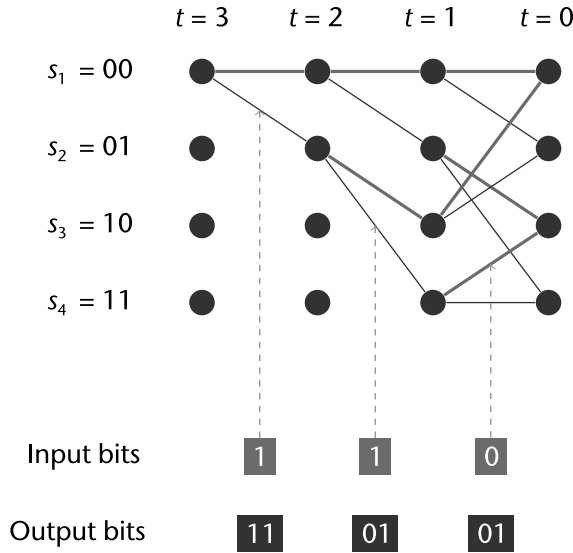 t = 3 t = 2 t = 1 t = 0
s₁ = 00
s₂ = 01
s₃ = 10
s₄ = 11
Input bits 1 1 0
Output bits 11 01 01